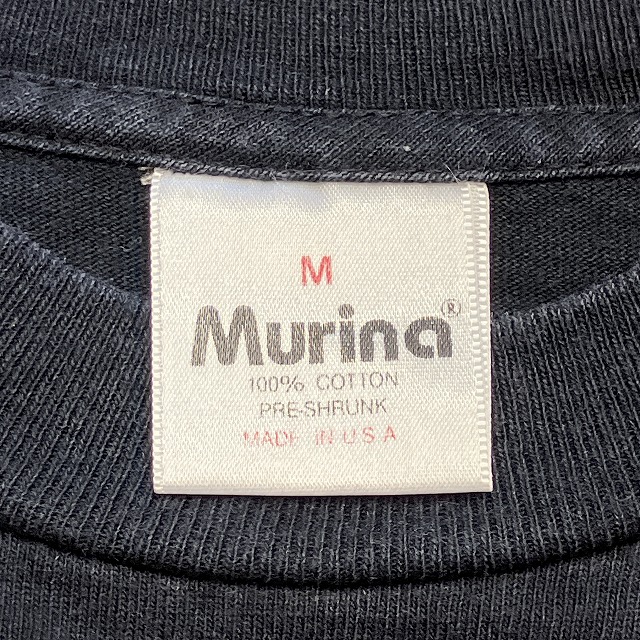 M
Murina®
100% COTTON
PRE-SHRUNK
MADE IN U.S.A